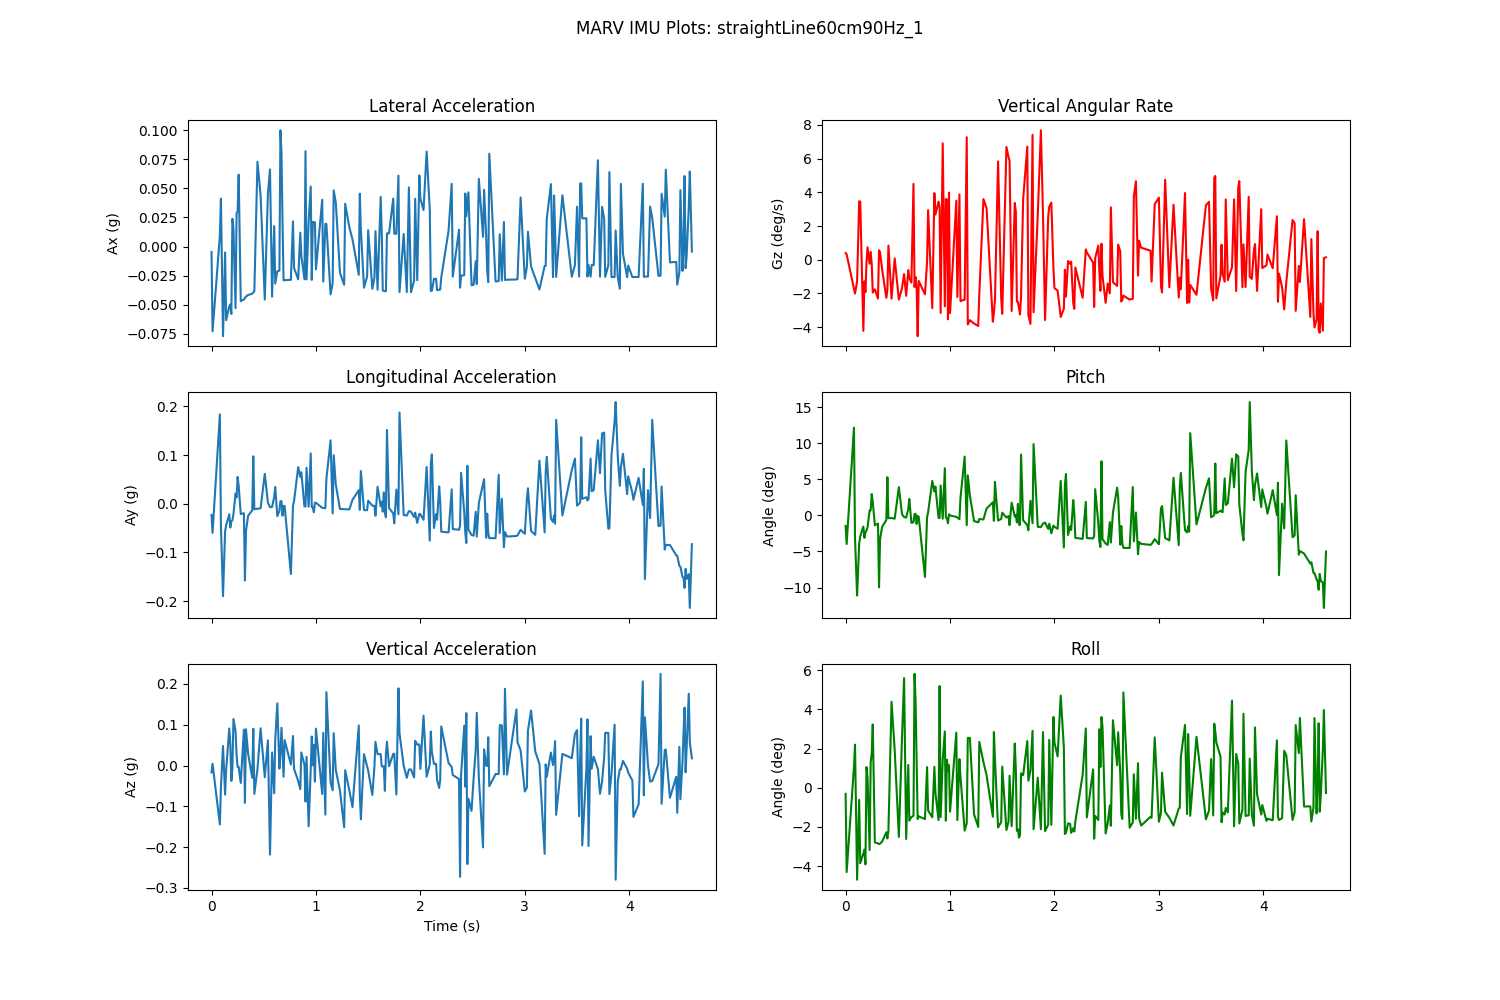 MARV IMU Plots: straightLine60cm90Hz_1
Lateral Acceleration
Ax (g)
0.100
0.075
0.050
0.025
0.000
−0.025
−0.050
−0.075
Vertical Angular Rate
Gz (deg/s)
8
6
4
2
0
−2
−4
Longitudinal Acceleration
Ay (g)
0.2
0.1
0.0
−0.1
−0.2
Pitch
Angle (deg)
15
10
5
0
−5
−10
Vertical Acceleration
Az (g)
0.2
0.1
0.0
−0.1
−0.2
−0.3
0 1 2 3 4
Time (s)
Roll
Angle (deg)
6
4
2
0
−2
−4
0 1 2 3 4